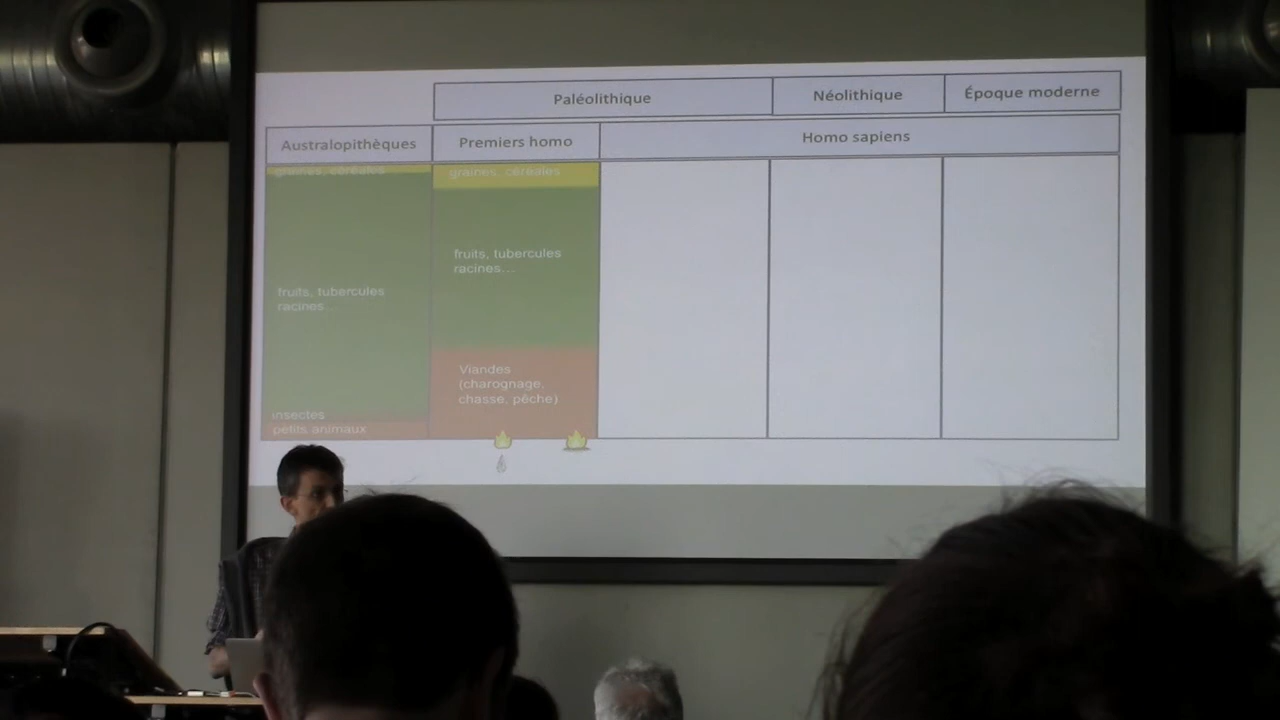 Paléolithique
Néolithique
Époque moderne
Australopithèques
Premiers homo
Homo sapiens
graines, céréales
fruits, tubercules
racines...
insectes
petits animaux
graines, céréales
fruits, tubercules
racines...
Viandes
(charognage,
chasse, pêche)